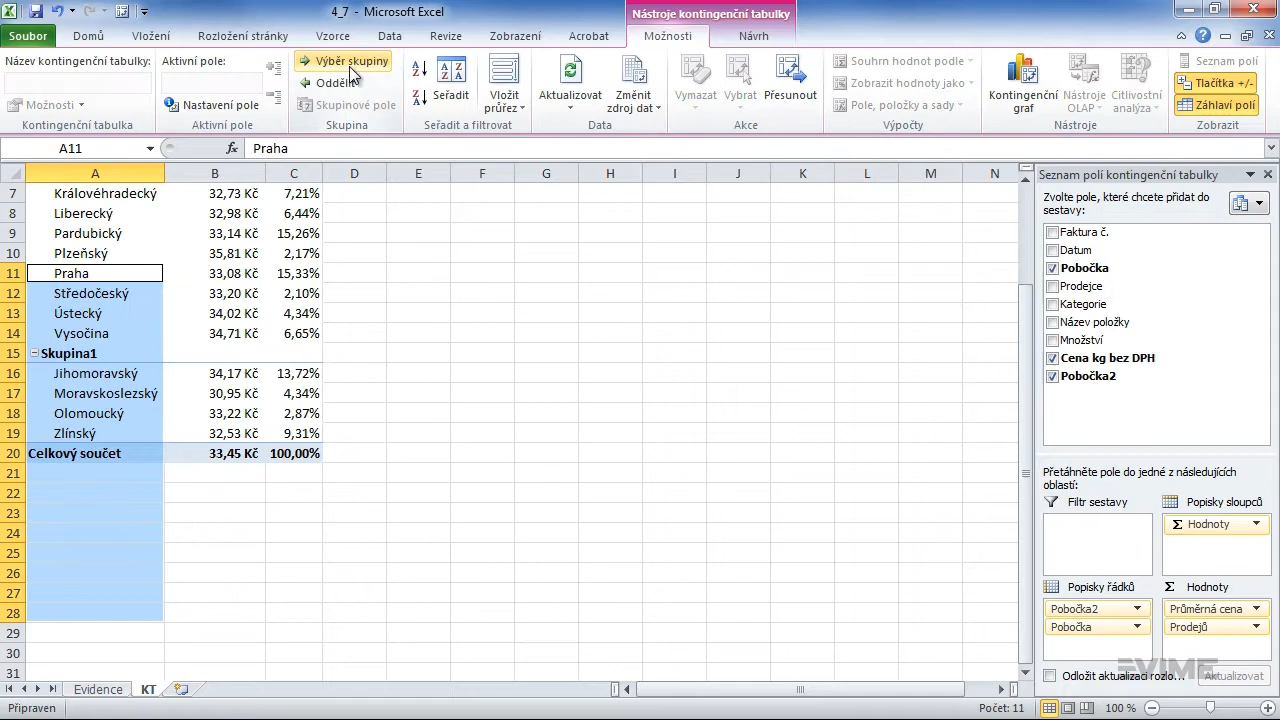 4_7 - Microsoft Excel
Nástroje kontingenční tabulky
Soubor
Domů
Vložení
Rozložení stránky
Vzorce
Data
Revize
Zobrazení
Acrobat
Možnosti
Návrh
Název kontingenční tabulky:
Možnosti
Kontingenční tabulka
Aktivní pole:
Nastavení pole
Aktivní pole
Výběr skupiny
Oddělit
Skupinové pole
Skupina
Seřadit
Vložit
průřez
Seřadit a filtrovat
Aktualizovat
Změnit
zdroj dat
Data
Vymazat
Vybrat
Přesunout
Akce
Souhrn hodnot podle
Zobrazit hodnoty jako
Pole, položky a sady
Výpočty
Kontingenční
graf
Nástroje
OLAP
Citlivostní
analýza
Nástroje
Seznam polí
Tlačítka +/-
Záhlaví polí
Zobrazit
A11 fx Praha
A B C D E F G H I J K L M N
7 Královéhradecký 32,73 Kč 7,21%
8 Liberecký 32,98 Kč 6,44%
9 Pardubický 33,14 Kč 15,26%
10 Plzeňský 35,81 Kč 2,17%
11 Praha 33,08 Kč 15,33%
12 Středočeský 33,20 Kč 2,10%
13 Ústecký 34,02 Kč 4,34%
14 Vysočina 34,71 Kč 6,65%
15 Skupina1
16 Jihomoravský 34,17 Kč 13,72%
17 Moravskoslezský 30,95 Kč 4,34%
18 Olomoucký 33,22 Kč 2,87%
19 Zlínský 32,53 Kč 9,31%
20 Celkový součet 33,45 Kč 100,00%
21
22
23
24
25
26
27
28
29
30
31
Seznam polí kontingenční tabulky
Zvolte pole, které chcete přidat do
sestavy:
Faktura č.
Datum
Pobočka
Prodejce
Kategorie
Název položky
Množství
Cena kg bez DPH
Pobočka2
Přetáhněte pole do jedné z následujících
oblastí:
Filtr sestavy
Popisky sloupců
Σ Hodnoty
Popisky řádků
Pobočka2
Pobočka
Σ Hodnoty
Průměrná cena
Prodejů
EVIME
Odložit aktualizaci rozlo...
Aktualizovat
Evidence
KT
Připraven
Počet: 11
100 %